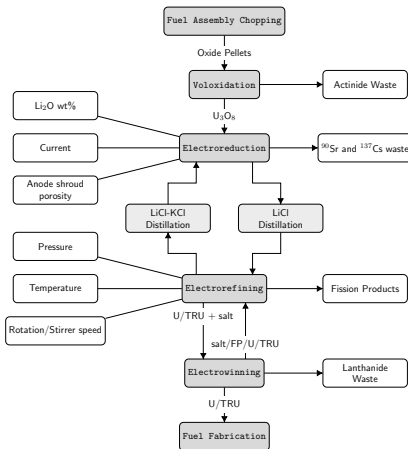 Fuel Assembly Chopping
Oxide Pellets
Voloxidation
Actinide Waste
U₃O₈
Li₂O wt%
Current
Anode shroud
porosity
Electroreduction
⁹⁰Sr and ¹³⁷Cs waste
LiCl-KCl
Distillation
LiCl
Distillation
Pressure
Temperature
Rotation/Stirrer speed
Electrorefining
Fission Products
U/TRU + salt
salt/FP/U/TRU
Electrowinning
Lanthanide
Waste
U/TRU
Fuel Fabrication